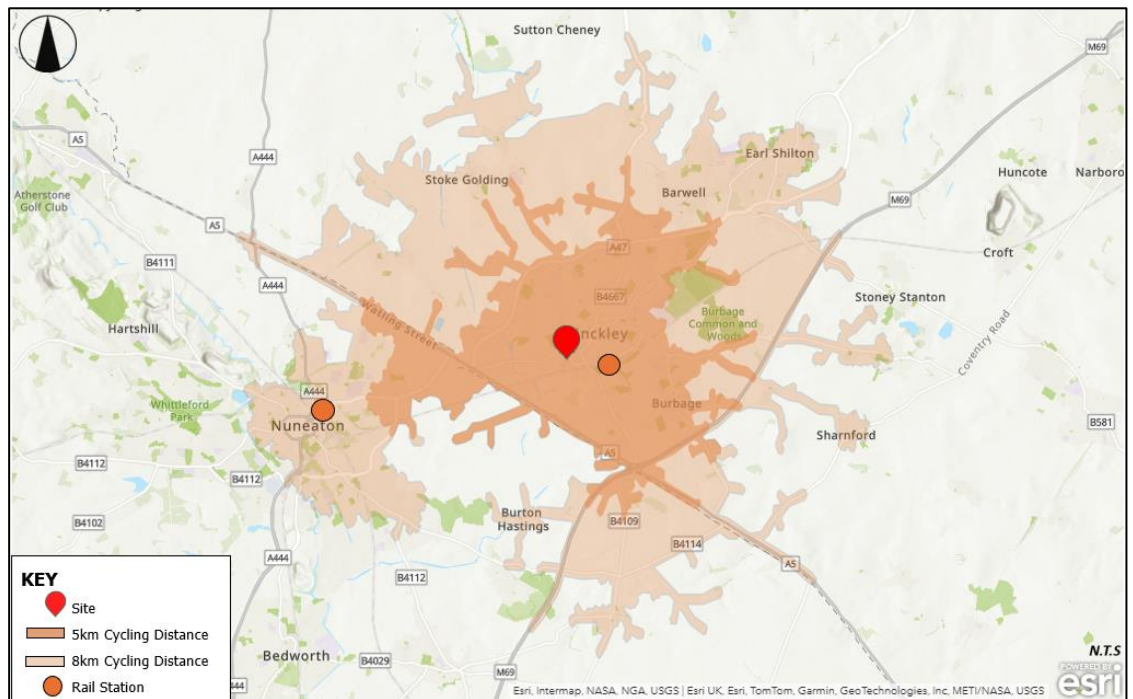 Sutton Cheney
M69
A5
A444
Earl Shilton
Stoke Golding
Barwell
Huncote
Narboro
Atherstone
Golf Club
A5
A47
M69
Croft
B4111
A444
B4667
Stoney Stanton
Hartshill
Watling Street
Burbage
Common and
Woods
inckley
Coventry Road
A444
Burbage
Whittleford
Park
Nuneaton
Sharnford
B581
A5
B4112
B4112
B4102
Burton
Hastings
B4109
B4114
A444
A5
B4112
KEY
Site
5km Cycling Distance
8km Cycling Distance
Rail Station
Bedworth
B4029
444
M69
N.T.S
POWERED BY
esri
Esri, Intermap, NASA, NGA, USGS | Esri UK, Esri, TomTom, Garmin, GeoTechnologies, Inc, METI/NASA, USGS